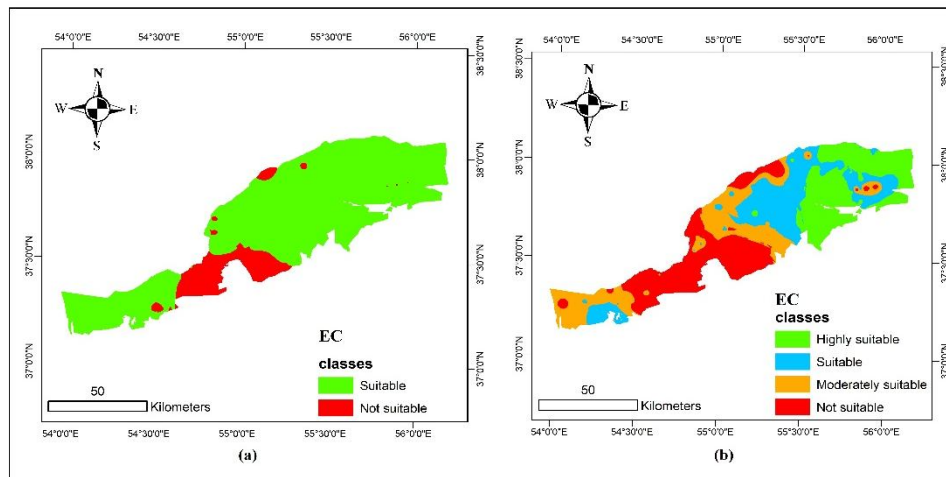 54°0'0"E 54°30'0"E 55°0'0"E 55°30'0"E 56°0'0"E
38°30'0"N
38°0'0"N
37°30'0"N
37°0'0"N
N
W E
S
EC
classes
Suitable
Not suitable
50
Kilometers
54°0'0"E 54°30'0"E 55°0'0"E 55°30'0"E 56°0'0"E
(a)
54°0'0"E 54°30'0"E 55°0'0"E 55°30'0"E 56°0'0"E
38°30'0"N
38°0'0"N
37°30'0"N
37°0'0"N
38°30'0"N
38°0'0"N
37°30'0"N
37°0'0"N
N
W E
S
EC
classes
Highly suitable
Suitable
Moderately suitable
Not suitable
50
Kilometers
54°0'0"E 54°30'0"E 55°0'0"E 55°30'0"E 56°0'0"E
(b)